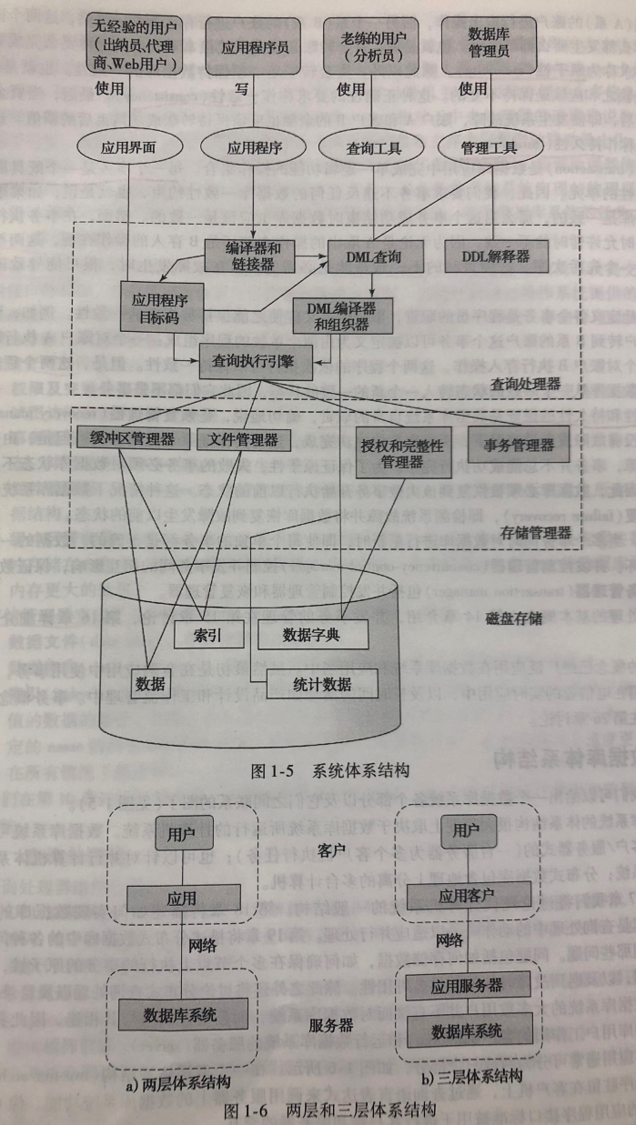 无经验的用户
(出纳员、代理
商、Web用户)
应用程序员
老练的用户
(分析员)
数据库
管理员
使用
写
使用
使用
应用界面
应用程序
查询工具
管理工具
编译器和
链接器
DML查询
DDL解释器
应用程序
目标码
DML编译器
和组织器
查询执行引擎
查询处理器
缓冲区管理器
文件管理器
授权和完整性
管理器
事务管理器
存储管理器
索引
数据字典
磁盘存储
数据
统计数据
图 1-5 系统体系结构
用户
客户
用户
应用
应用客户
网络
网络
应用服务器
数据库系统
服务器
数据库系统
a) 两层体系结构
b) 三层体系结构
图 1-6 两层和三层体系结构